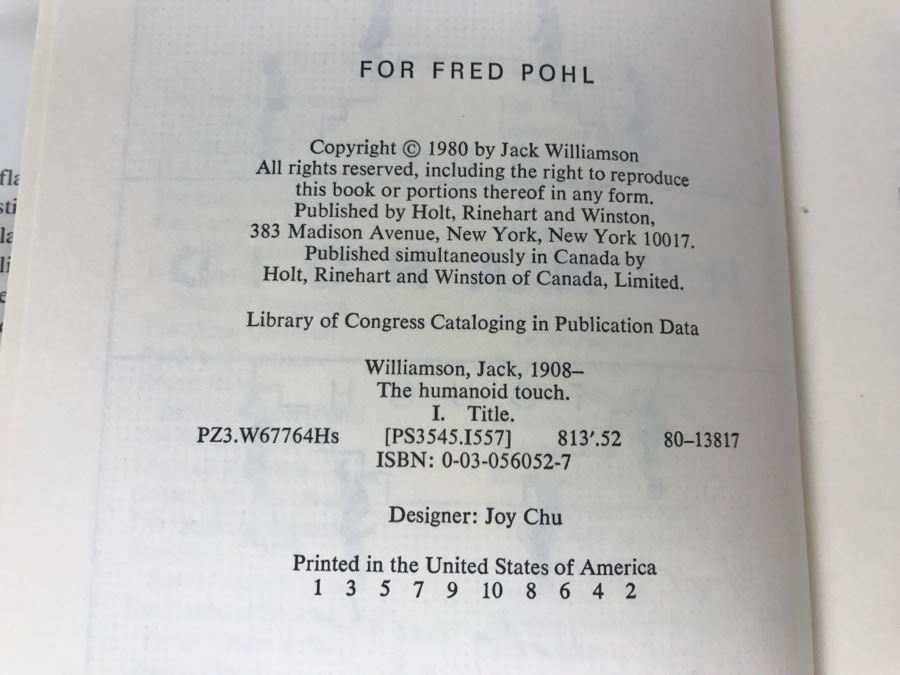 FOR FRED POHL
Copyright © 1980 by Jack Williamson
All rights reserved, including the right to reproduce
this book or portions thereof in any form.
Published by Holt, Rinehart and Winston,
383 Madison Avenue, New York, New York 10017.
Published simultaneously in Canada by
Holt, Rinehart and Winston of Canada, Limited.
Library of Congress Cataloging in Publication Data
Williamson, Jack, 1908–
The humanoid touch.
I. Title.
PZ3.W67764Hs [PS3545.I557] 813′.52 80–13817
ISBN: 0-03-056052-7
Designer: Joy Chu
Printed in the United States of America
1 3 5 7 9 10 8 6 4 2